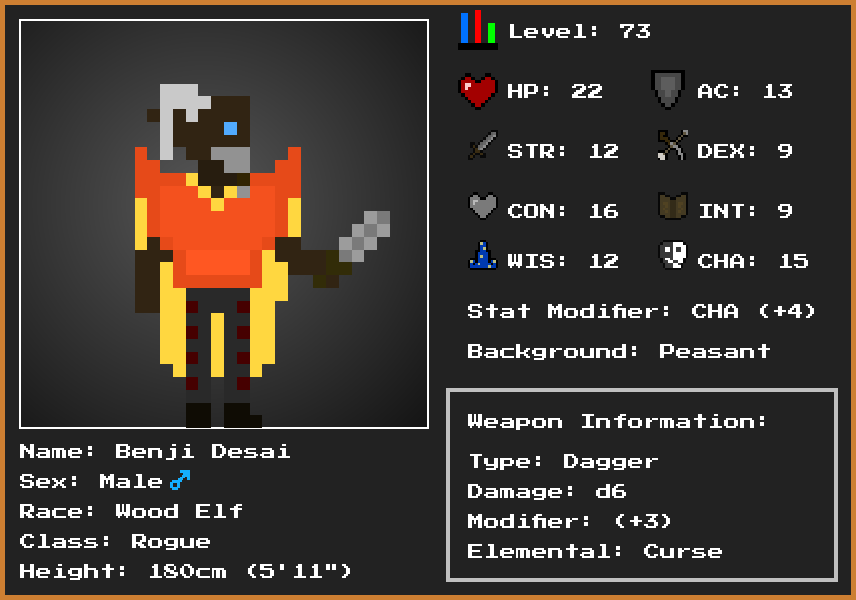 Level: 73
HP: 22
AC: 13
STR: 12
DEX: 9
CON: 16
INT: 9
WIS: 12
CHA: 15
Stat Modifier: CHA (+4)
Background: Peasant
Weapon Information:
Type: Dagger
Damage: d6
Modifier: (+3)
Elemental: Curse
Name: Benji Desai
Sex: Male♂
Race: Wood Elf
Class: Rogue
Height: 180cm (5'11")